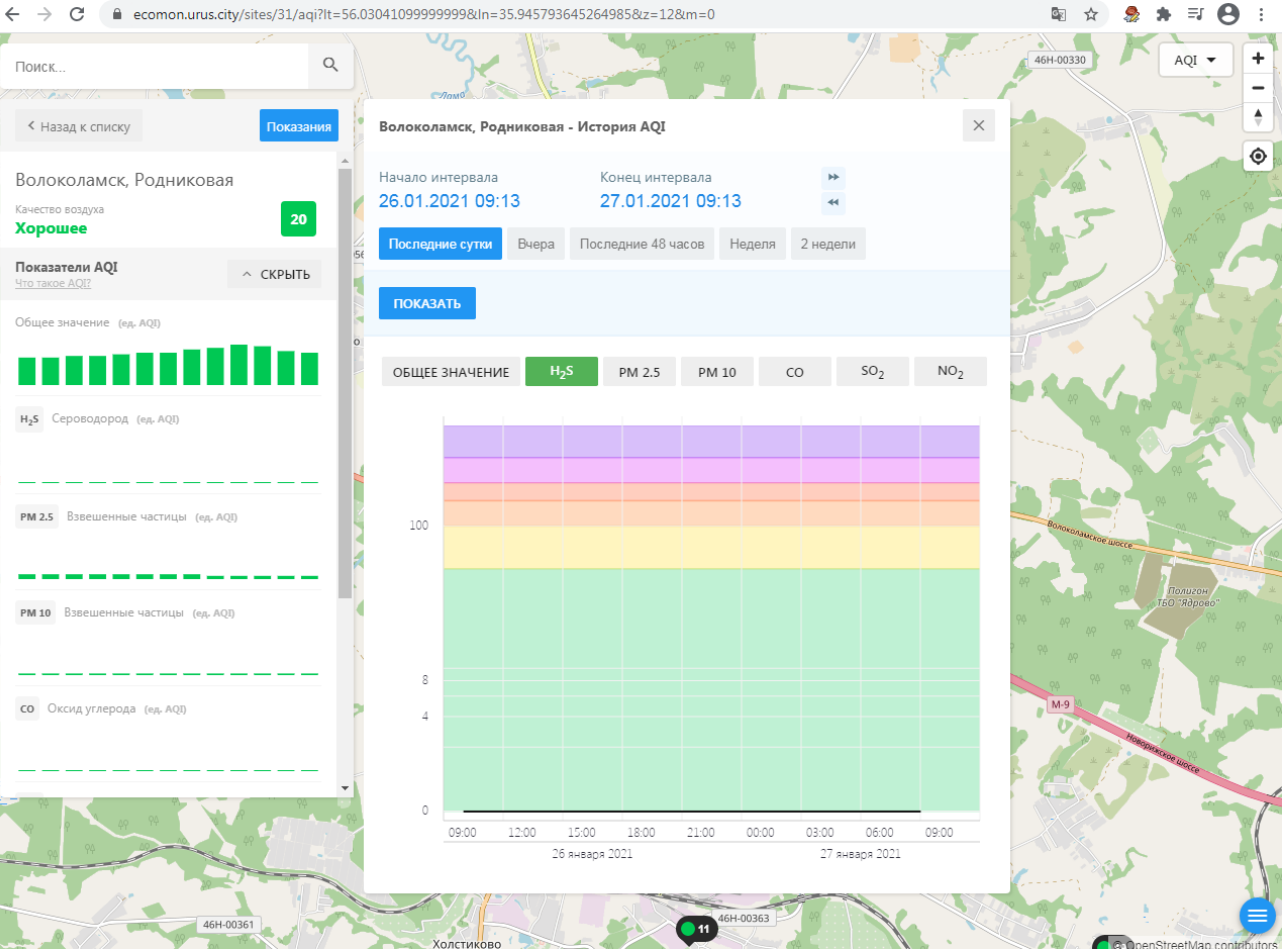 ecomon.urus.city/sites/31/aqi?lt=56.03041099999999&ln=35.945793645264985&z=12&m=0
Поиск...
46Н-00330
AQI
Назад к списку
Показания
Волоколамск, Родниковая
Качество воздуха
Хорошее
20
Показатели AQI
Что такое AQI?
СКРЫТЬ
Общее значение (ед. AQI)
H2S Сероводород (ед. AQI)
PM 2.5 Взвешенные частицы (ед. AQI)
PM 10 Взвешенные частицы (ед. AQI)
CO Оксид углерода (ед. AQI)
Волоколамск, Родниковая - История AQI
Начало интервала
Конец интервала
26.01.2021 09:13
27.01.2021 09:13
Последние сутки
Вчера
Последние 48 часов
Неделя
2 недели
ПОКАЗАТЬ
ОБЩЕЕ ЗНАЧЕНИЕ
H2S
PM 2.5
PM 10
CO
SO2
NO2
100
8
4
0
09:00 12:00 15:00 18:00 21:00 00:00 03:00 06:00 09:00
26 января 2021
27 января 2021
Волоколамское шоссе
Полигон
ТБО "Ядрово"
М-9
Новорижское шоссе
46Н-00361
11
46Н-00363
Холстиково
© OpenStreetMap contributors